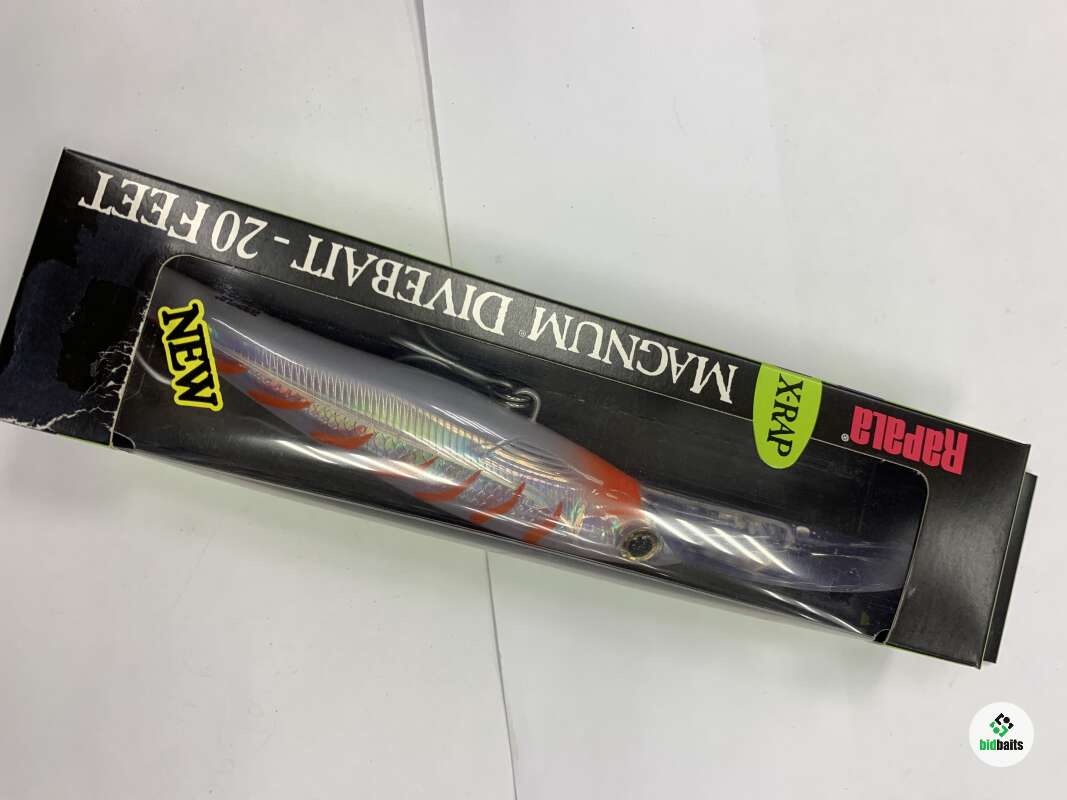 Rapala®
X-RAP
MAGNUM® DIVEBAIT - 20 FEET
NEW
bidbaits